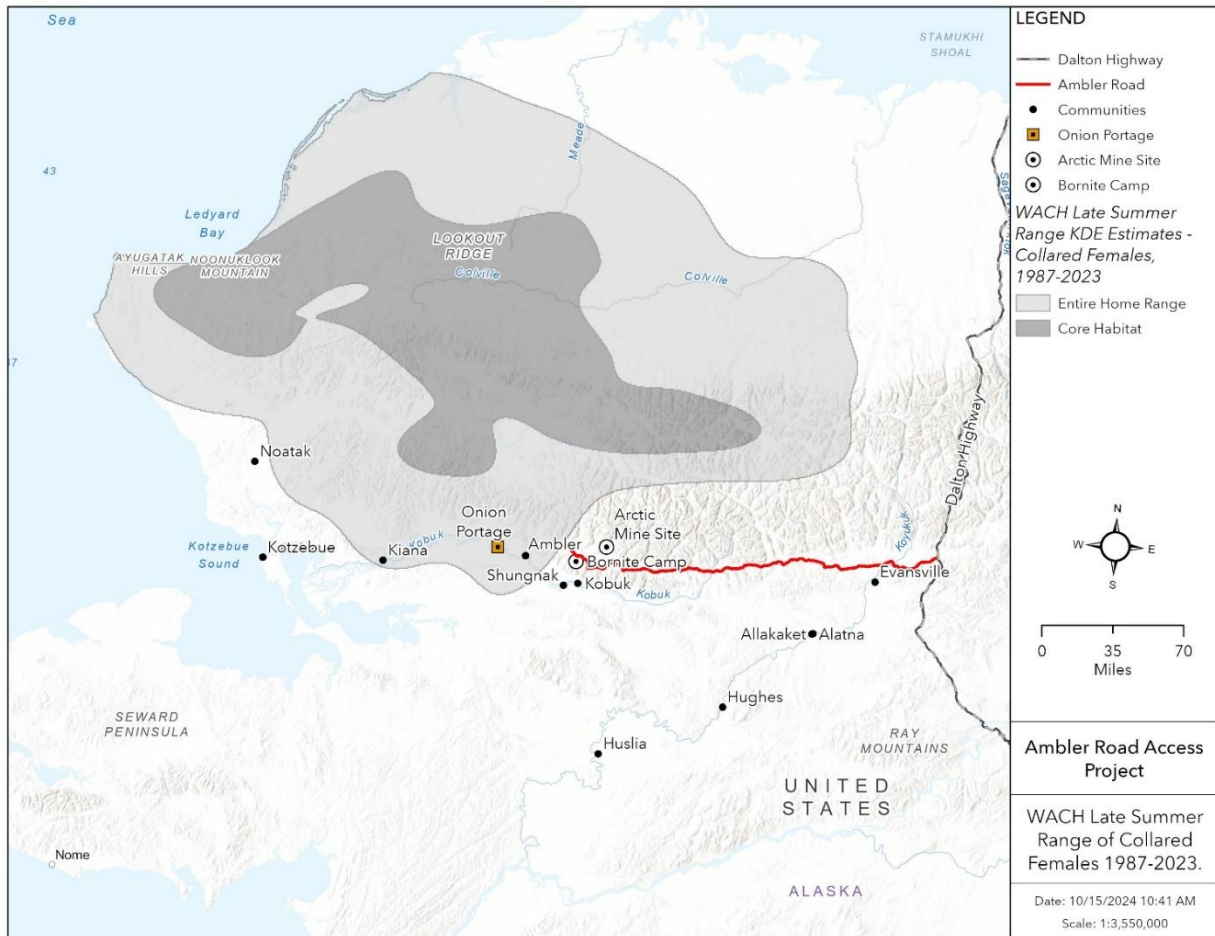 Sea
STAMUKHI
SHOAL
Meade
43
Ledyard
Bay
LOOKOUT
RIDGE
AYUGATAK
HILLS
NOONUKLOOK
MOUNTAIN
Colville
Colville
Dalton Highway
Noatak
Onion
Portage
Arctic
Mine Site
Kobuk
Ambler
Koyukuk
Kotzebue
Sound
Kotzebue
Kiana
Bornite Camp
Shungnak
Kobuk
Kobuk
Evansville
Allakaket
Alatna
Hughes
SEWARD
PENINSULA
Huslia
RAY
MOUNTAINS
UNITED
STATES
Nome
ALASKA
LEGEND
Dalton Highway
Ambler Road
Communities
Onion Portage
Arctic Mine Site
Bornite Camp
WACH Late Summer
Range KDE Estimates -
Collared Females,
1987-2023
Entire Home Range
Core Habitat
N
W
E
S
0 35 70
Miles
Ambler Road Access
Project
WACH Late Summer
Range of Collared
Females 1987-2023.
Date: 10/15/2024 10:41 AM
Scale: 1:3,550,000